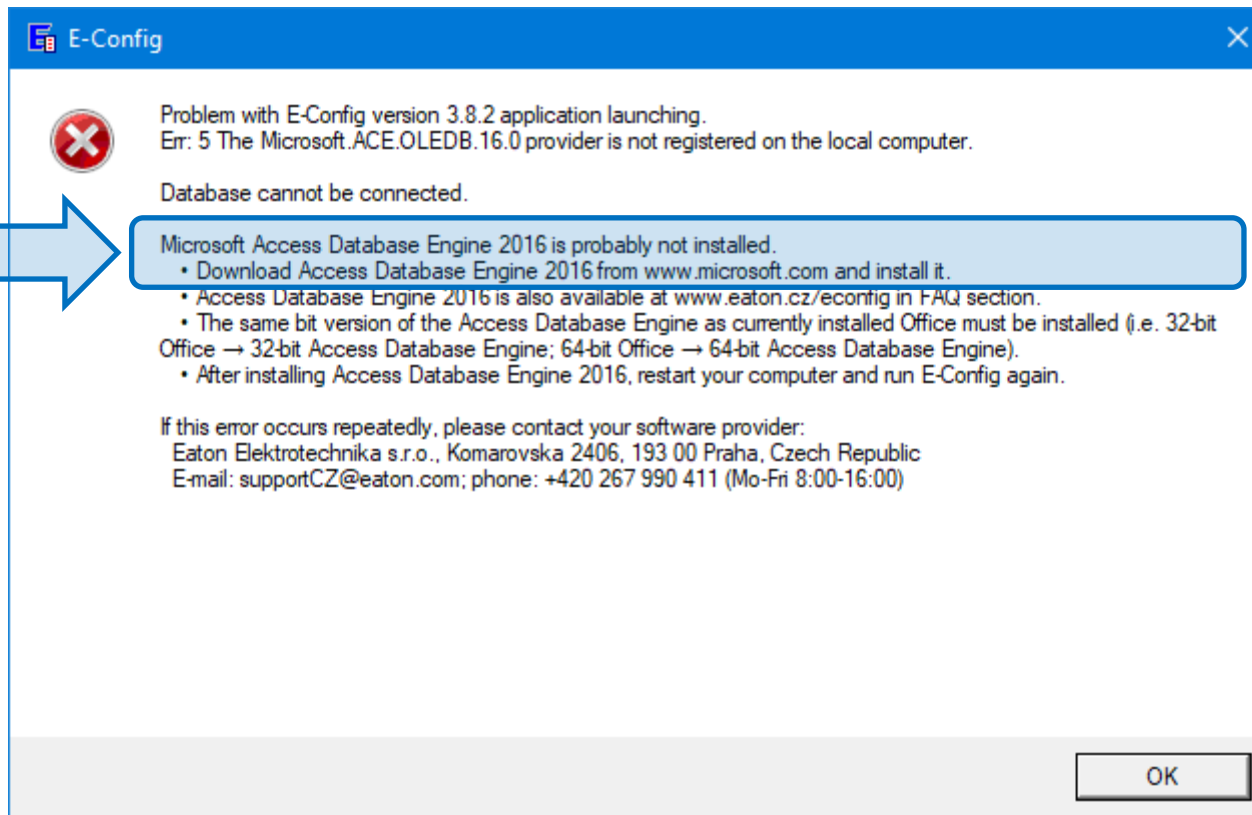 E-Config
Problem with E-Config version 3.8.2 application launching.
Err: 5 The Microsoft.ACE.OLEDB.16.0 provider is not registered on the local computer.
Database cannot be connected.
Microsoft Access Database Engine 2016 is probably not installed.
• Download Access Database Engine 2016 from www.microsoft.com and install it.
• Access Database Engine 2016 is also available at www.eaton.cz/econfig in FAQ section.
• The same bit version of the Access Database Engine as currently installed Office must be installed (i.e. 32-bit
Office → 32-bit Access Database Engine; 64-bit Office → 64-bit Access Database Engine).
• After installing Access Database Engine 2016, restart your computer and run E-Config again.
If this error occurs repeatedly, please contact your software provider:
Eaton Elektrotechnika s.r.o., Komarovska 2406, 193 00 Praha, Czech Republic
E-mail: supportCZ@eaton.com; phone: +420 267 990 411 (Mo-Fri 8:00-16:00)
OK